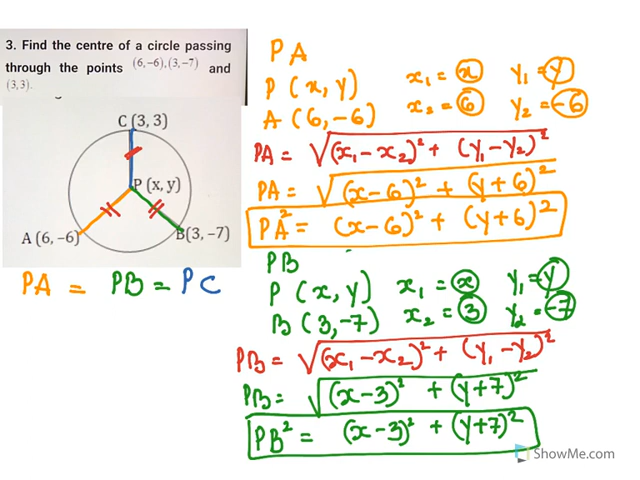 3. Find the centre of a circle passing
through the points (6,−6),(3,−7) and
(3,3).
C (3, 3)
P (x, y)
A (6, −6)
B(3, −7)
PA = PB = PC
PA
P (x, y) x₁ = x y₁ = y
A (6, −6) x₂ = 6 y₂ = −6
PA = √(x₁ − x₂)² + (y₁ − y₂)²
PA = √(x − 6)² + (y + 6)²
PA² = (x − 6)² + (y + 6)²
PB
P (x, y) x₁ = x y₁ = y
B (3, −7) x₂ = 3 y₂ = −7
PB = √(x₁ − x₂)² + (y₁ − y₂)²
PB = √(x − 3)² + (y + 7)²
PB² = (x − 3)² + (y + 7)²
ShowMe.com